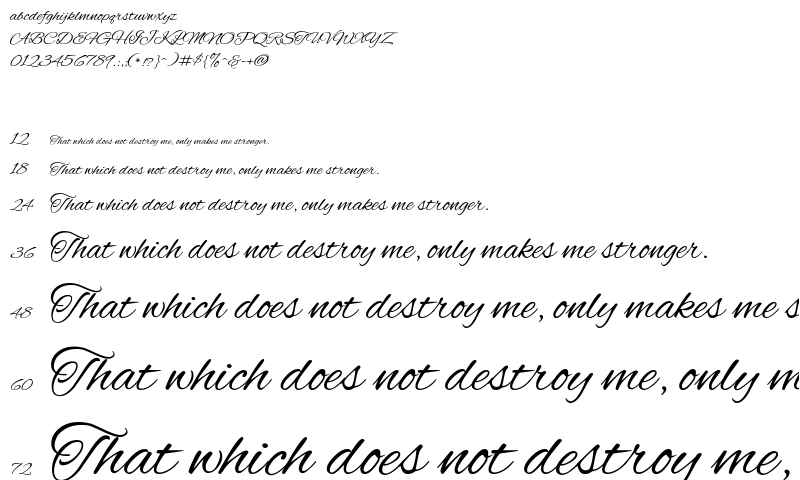 abcdefghijklmnopqrstuvwxyz
ABCDEFGHIJKLMNOPQRSTUVWXYZ
0123456789.:,;(*!?}^)#${%^&-+@
12 That which does not destroy me, only makes me stronger.
18 That which does not destroy me, only makes me stronger.
24 That which does not destroy me, only makes me stronger.
36 That which does not destroy me, only makes me stronger.
48 That which does not destroy me, only makes me s
60 That which does not destroy me, only m
72 That which does not destroy me,